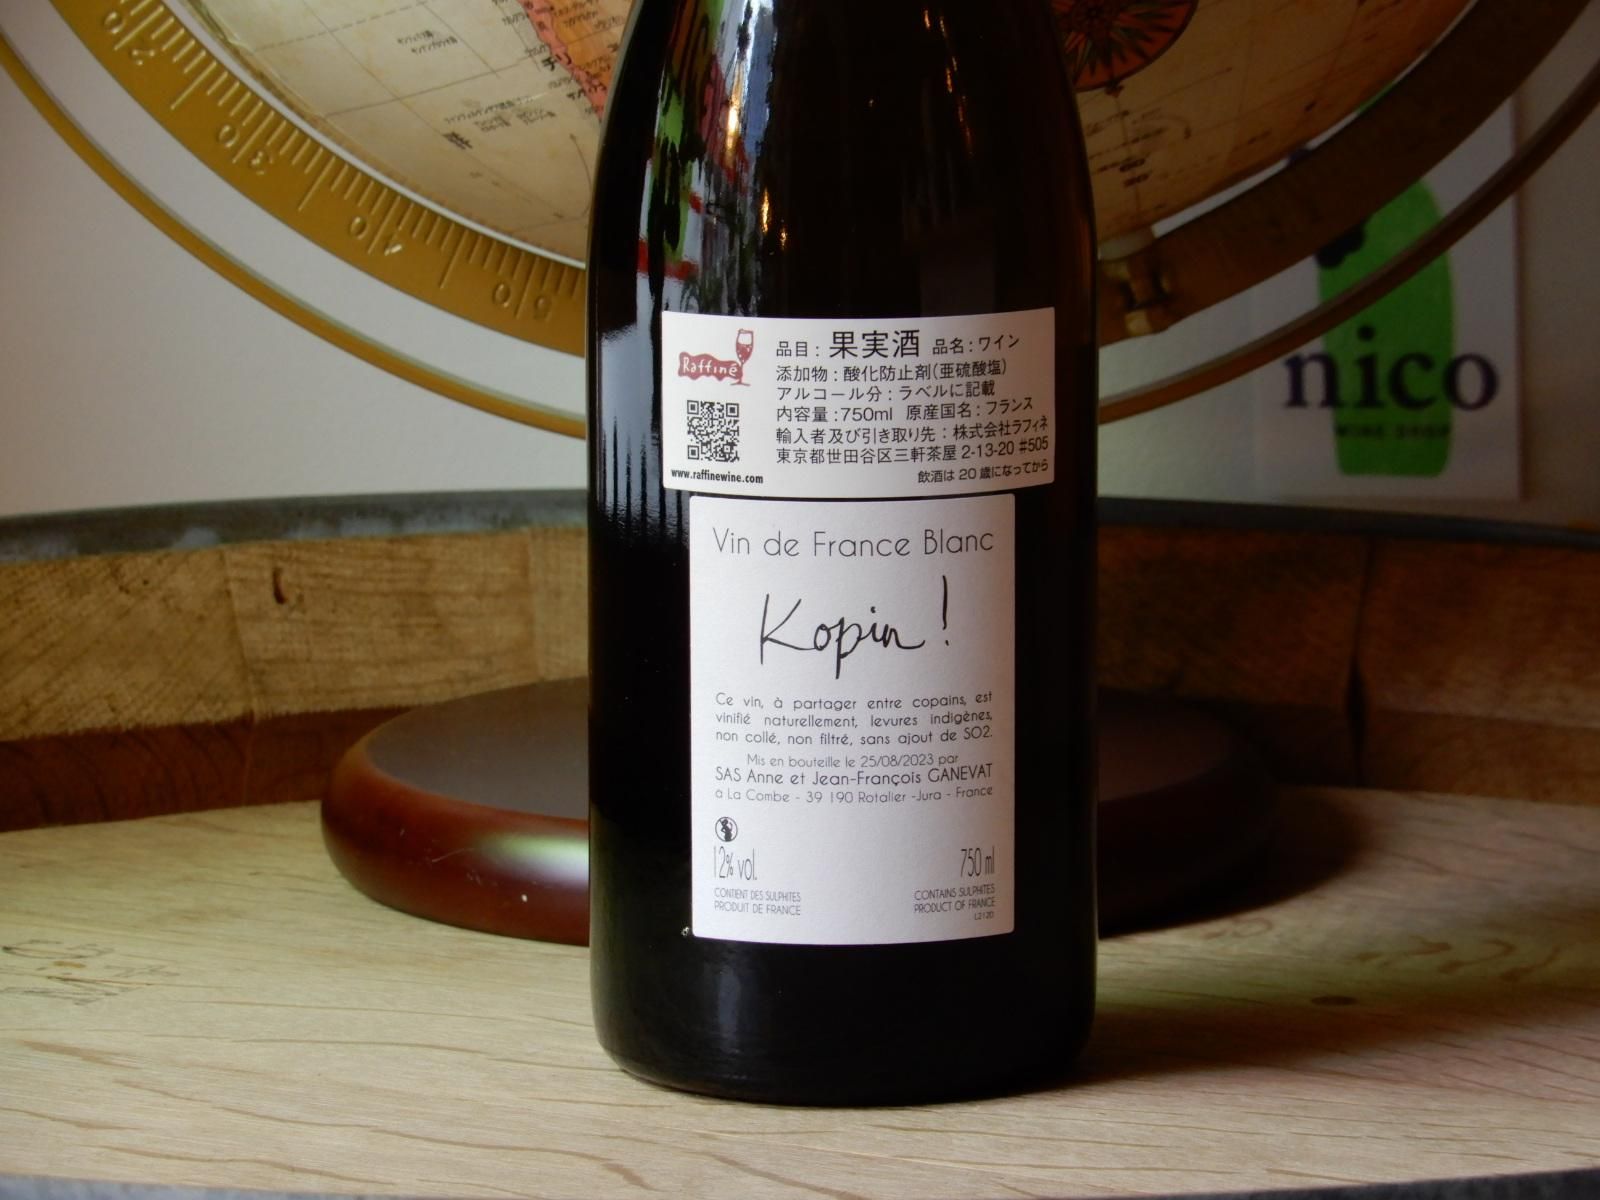 Raffiné
品目 : 果実酒 品名 : ワイン
添加物 : 酸化防止剤(亜硫酸塩)
アルコール分 : ラベルに記載
内容量 : 750ml 原産国名 : フランス
輸入者及び引き取り先 : 株式会社ラフィネ
東京都世田谷区三軒茶屋 2-13-20 #505
www.raffinewine.com
飲酒は 20 歳になってから
Vin de France Blanc
Kopin !
Ce vin, à partager entre copains, est
vinifié naturellement, levures indigènes,
non collé, non filtré, sans ajout de SO2.
Mis en bouteille le 25/08/2023 par
SAS Anne et Jean-François GANEVAT
à La Combe - 39 190 Rotalier -Jura - France
12% vol.
750 ml
CONTIENT DES SULPHITES
PRODUIT DE FRANCE
CONTAINS SULPHITES
PRODUCT OF FRANCE
L212D
nico
WINE SHOP